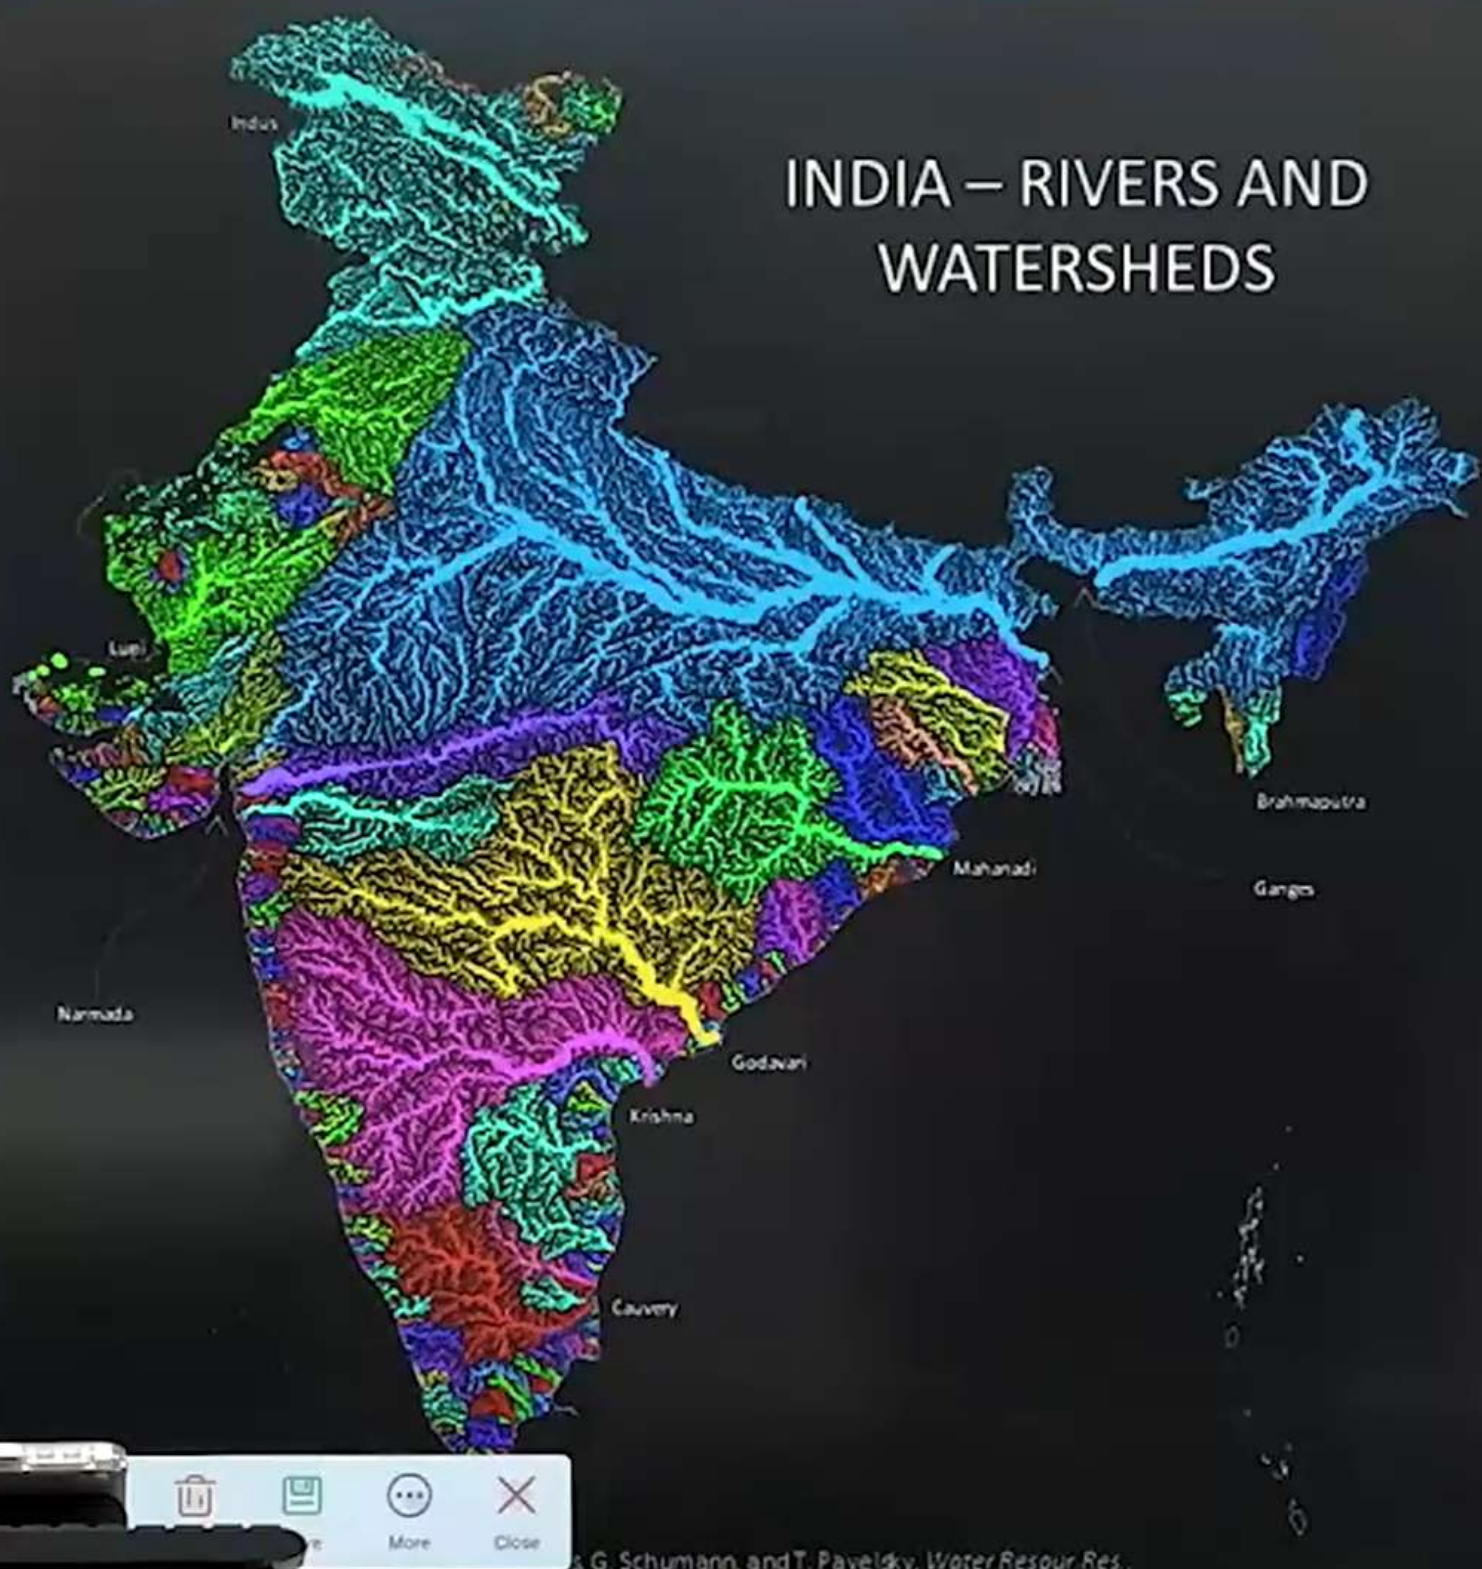 INDIA – RIVERS AND
WATERSHEDS
Indus
Luni
Brahmaputra
Mahanadi
Ganges
Narmada
Godavari
Krishna
Cauvery
More
Close
G. Schumann, and T. Pavelsky, Water Resour. Res.,